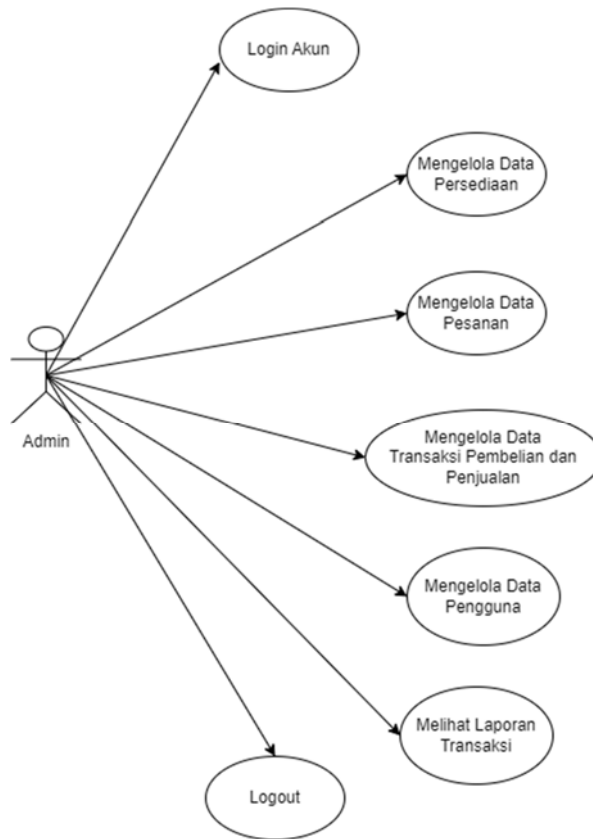 Login Akun
Mengelola Data
Persediaan
Mengelola Data
Pesanan
Admin
Mengelola Data
Transaksi Pembelian dan
Penjualan
Mengelola Data
Pengguna
Melihat Laporan
Transaksi
Logout